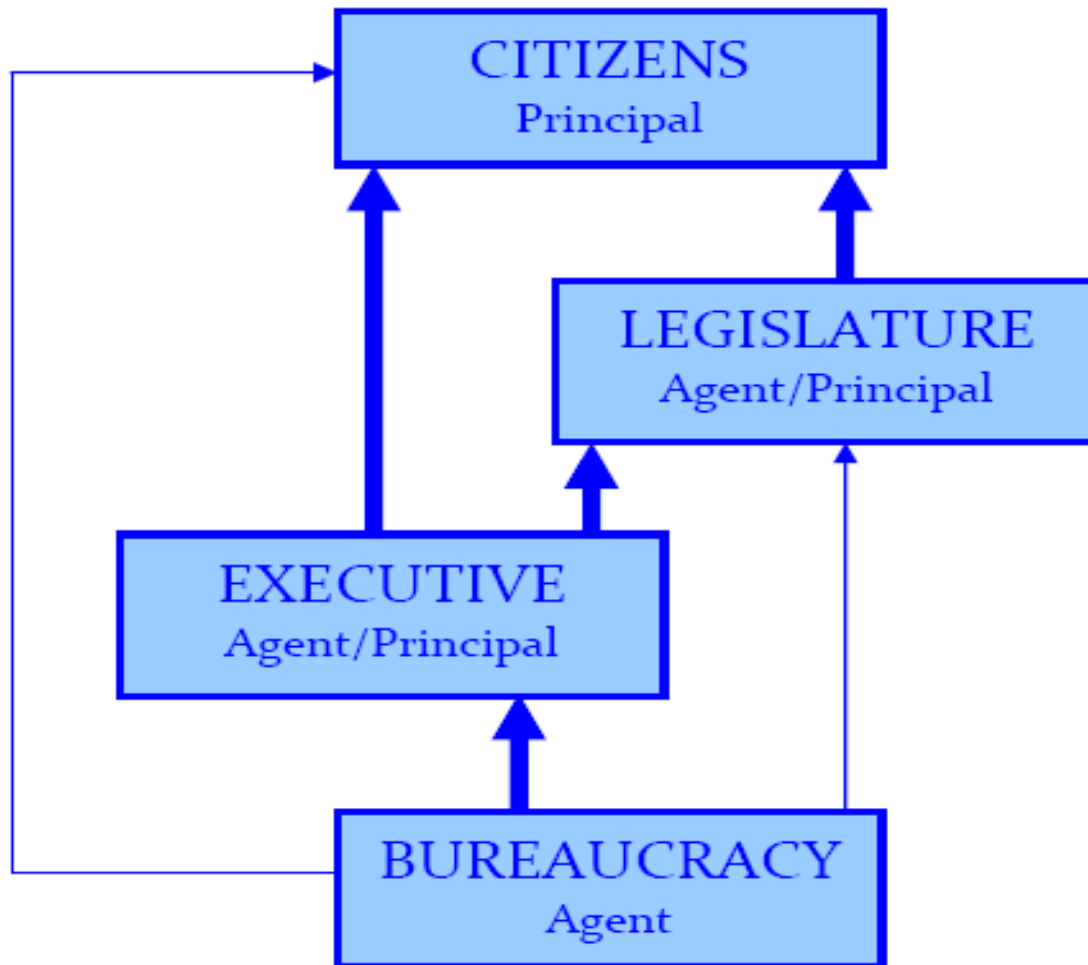 CITIZENS
Principal
LEGISLATURE
Agent/Principal
EXECUTIVE
Agent/Principal
BUREAUCRACY
Agent